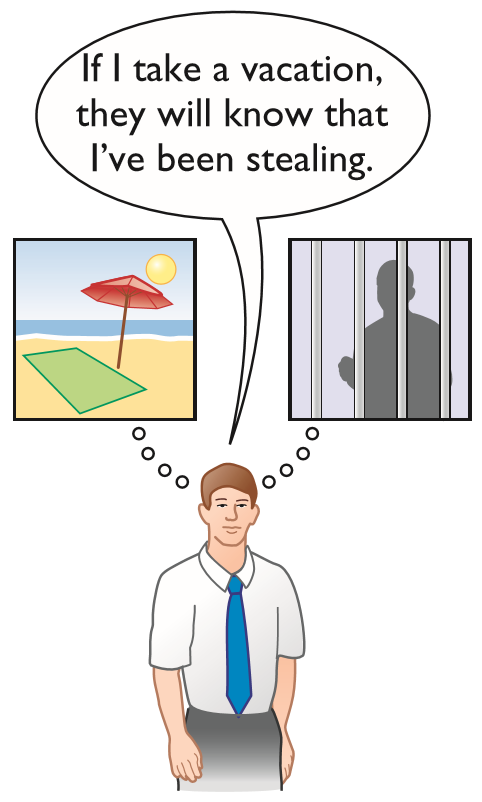 If I take a vacation,
they will know that
I’ve been stealing.